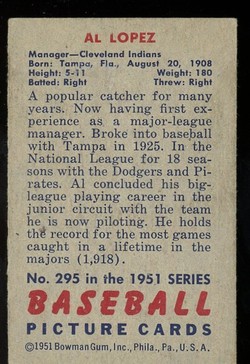 AL LOPEZ
Manager—Cleveland Indians
Born: Tampa, Fla., August 20, 1908
Height: 5-11 Weight: 180
Batted: Right Threw: Right
A popular catcher for many
years. Now having first exp-
erience as a major-league
manager. Broke into baseball
with Tampa in 1925. In the
National League for 18 sea-
sons with the Dodgers and Pi-
rates. Al concluded his big-
league playing career in the
junior circuit with the team
he is now piloting. He holds
the record for the most games
caught in a lifetime in the
majors (1,918).
No. 295 in the 1951 SERIES
BASEBALL
PICTURE CARDS
©1951 Bowman Gum, Inc., Phila., Pa., U.S.A.